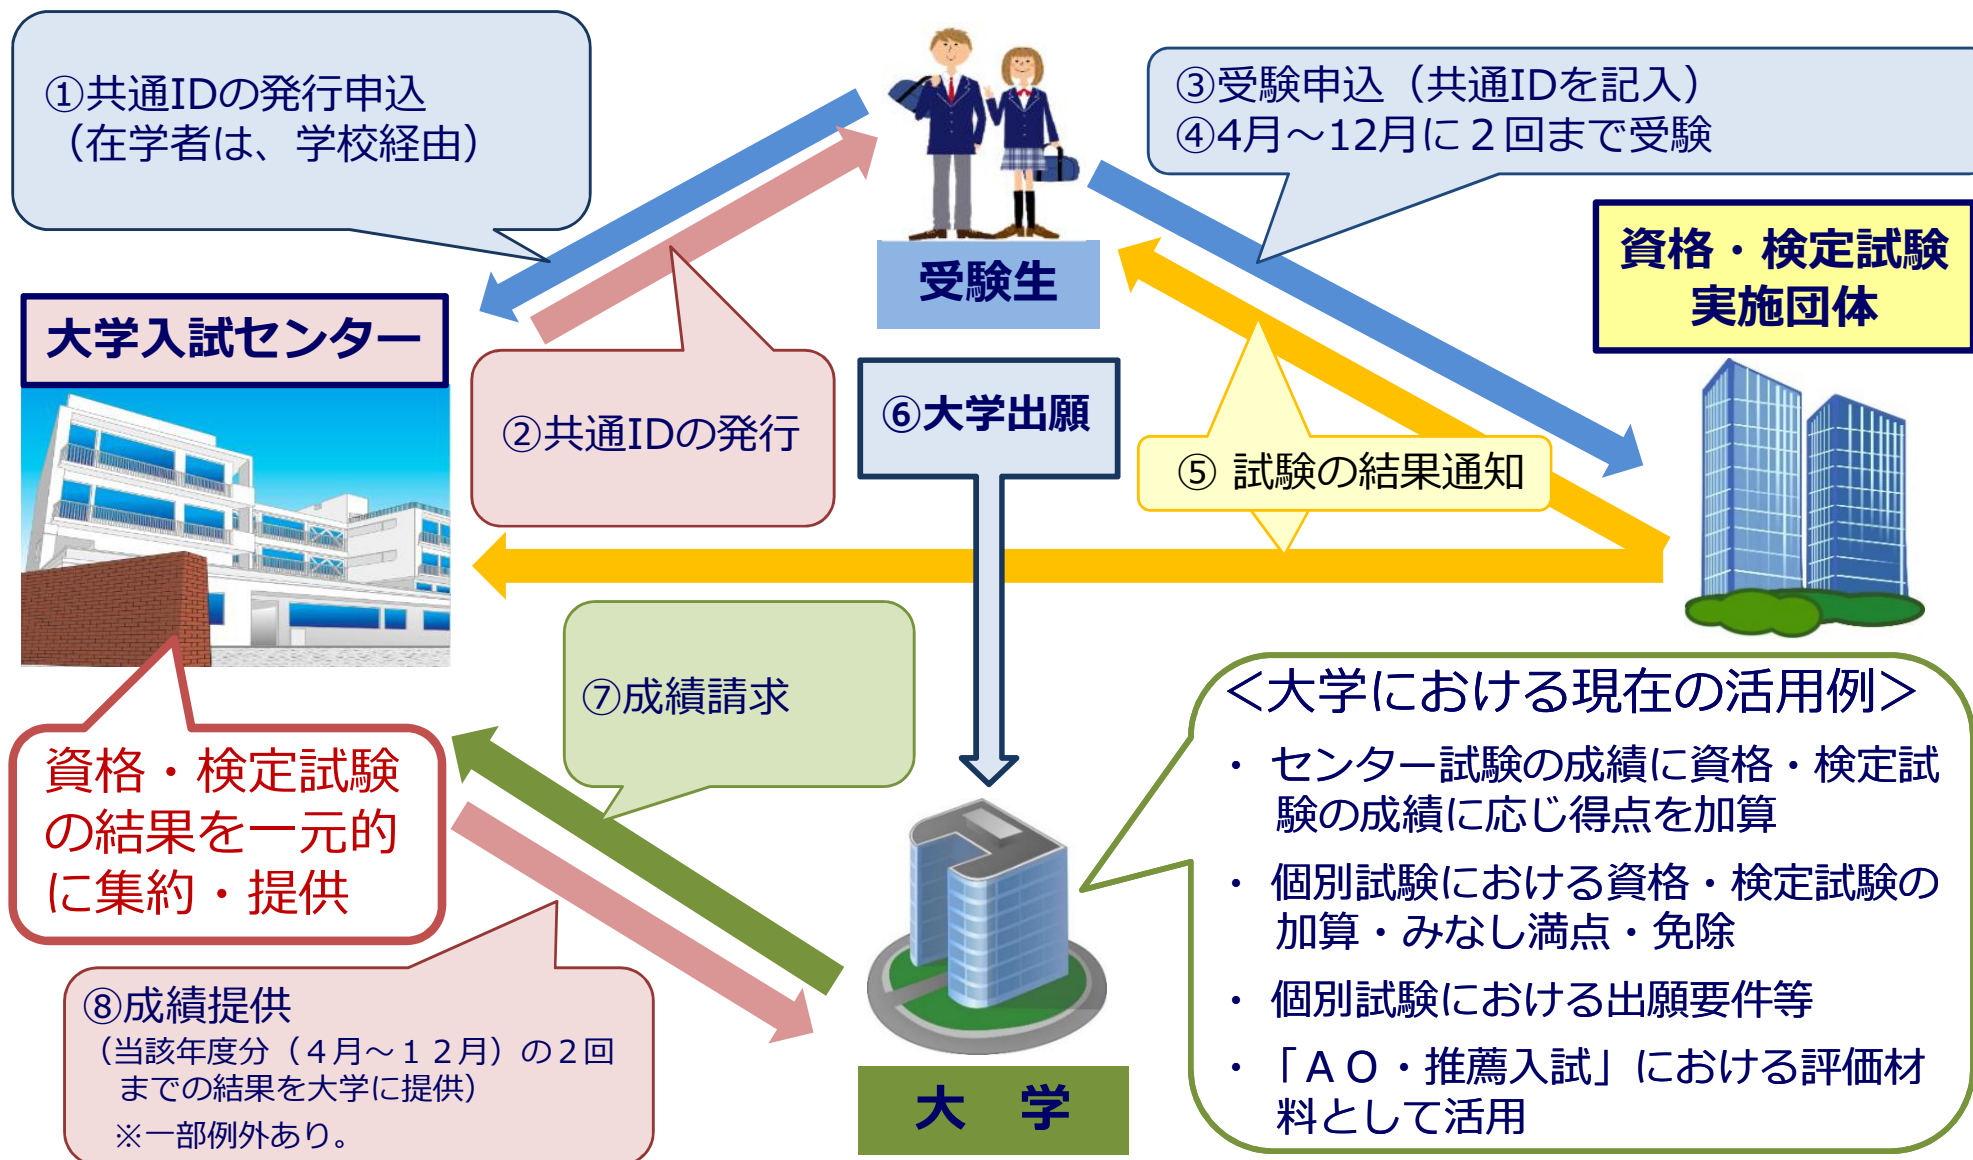 ①共通IDの発行申込
（在学者は、学校経由）
③受験申込（共通IDを記入）
④4月～12月に２回まで受験
受験生
資格・検定試験
実施団体
大学入試センター
②共通IDの発行
⑥大学出願
⑤ 試験の結果通知
⑦成績請求
資格・検定試験
の結果を一元的
に集約・提供
＜大学における現在の活用例＞
・ センター試験の成績に資格・検定試
験の成績に応じ得点を加算
・ 個別試験における資格・検定試験の
加算・みなし満点・免除
・ 個別試験における出願要件等
・ 「ＡＯ・推薦入試」における評価材
料として活用
⑧成績提供
（当該年度分（４月～１２月）の２回
までの結果を大学に提供）
※一部例外あり。
大　学